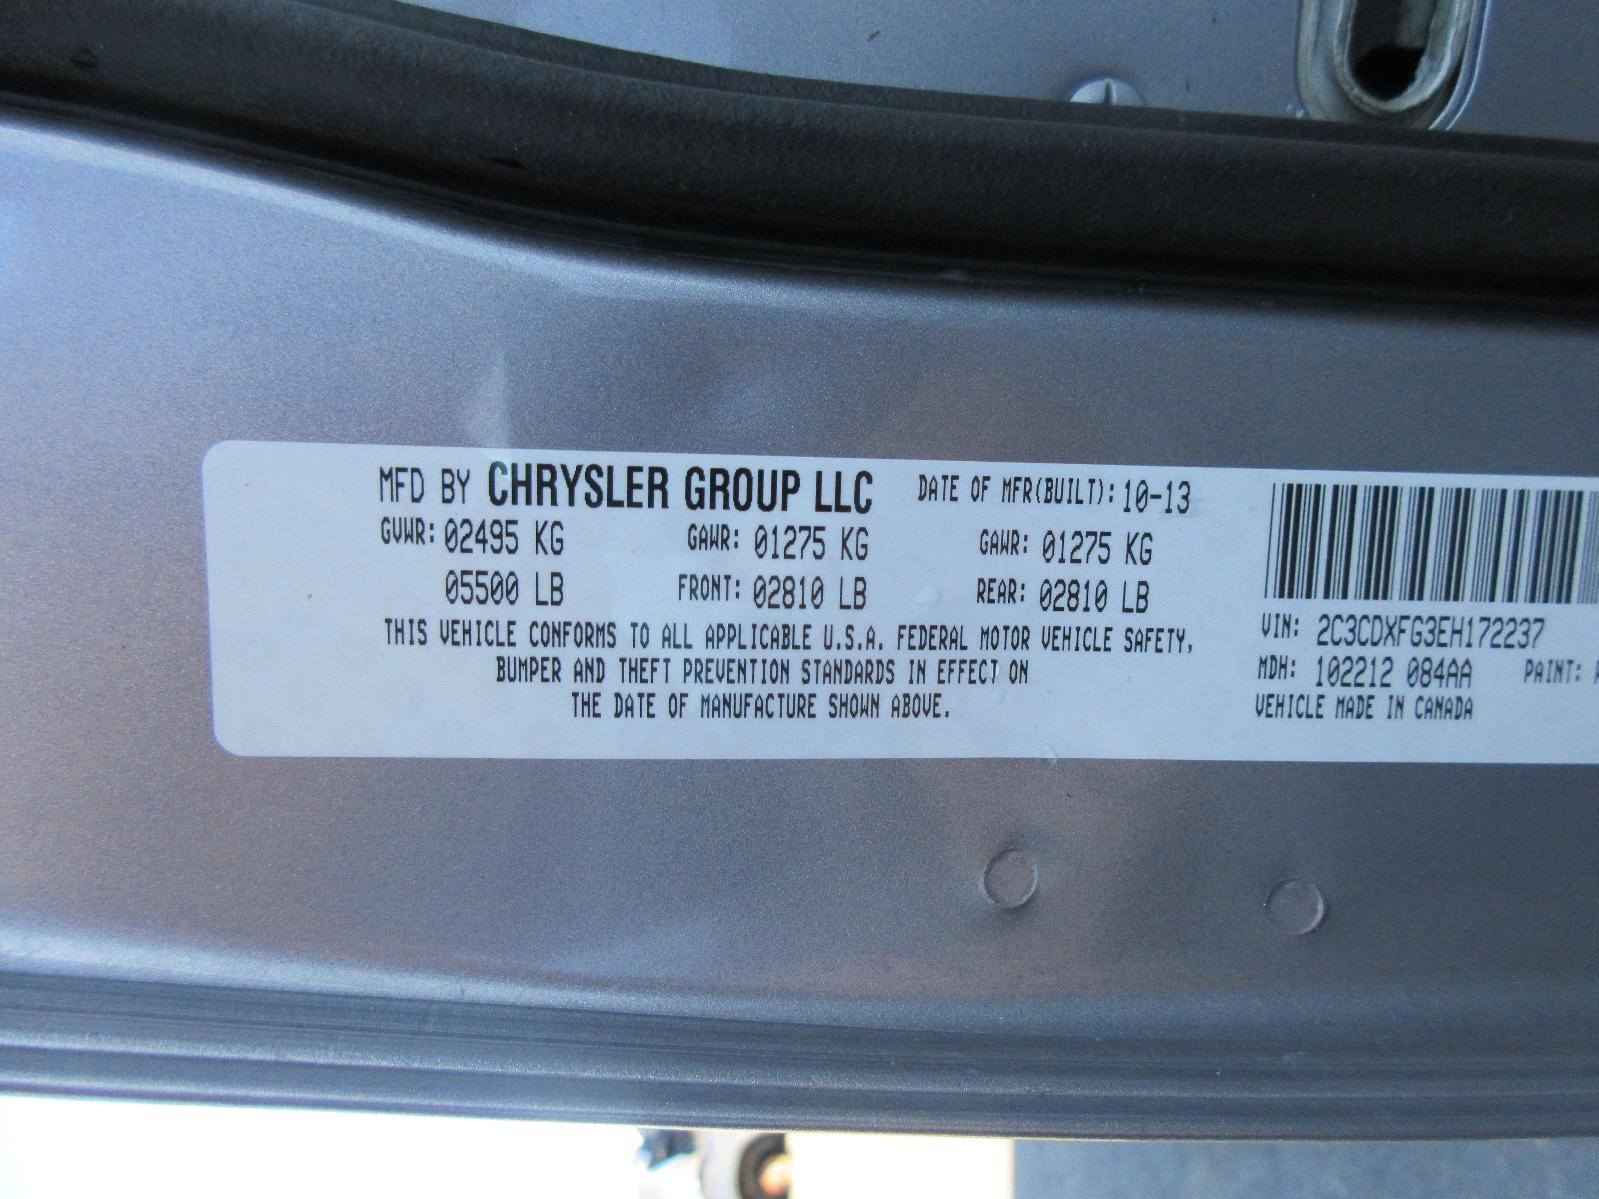 MFD BY CHRYSLER GROUP LLC DATE OF MFR(BUILT): 10-13
GVWR: 02495 KG GAWR: 01275 KG GAWR: 01275 KG
05500 LB FRONT: 02810 LB REAR: 02810 LB
THIS VEHICLE CONFORMS TO ALL APPLICABLE U.S.A. FEDERAL MOTOR VEHICLE SAFETY,
BUMPER AND THEFT PREVENTION STANDARDS IN EFFECT ON
THE DATE OF MANUFACTURE SHOWN ABOVE.
VIN: 2C3CDXFG3EH172237
MDH: 102212 084AA PAINT:
VEHICLE MADE IN CANADA